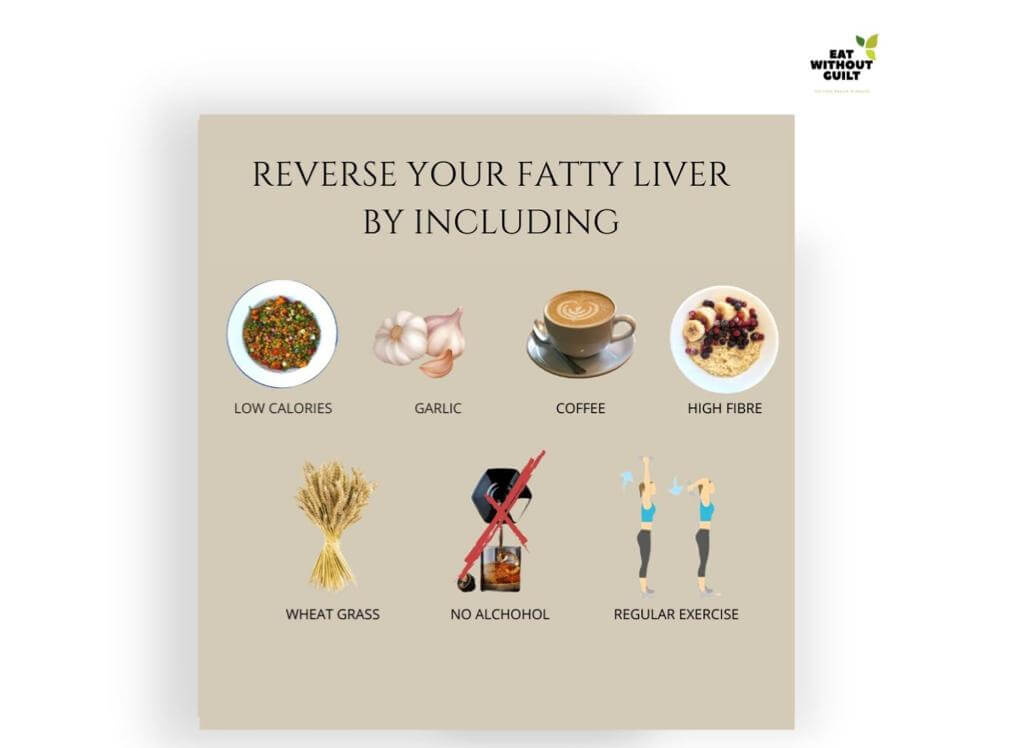 EAT
WITHOUT
GUILT
REVERSE YOUR FATTY LIVER
BY INCLUDING
LOW CALORIES
GARLIC
COFFEE
HIGH FIBRE
WHEAT GRASS
NO ALCHOHOL
REGULAR EXERCISE